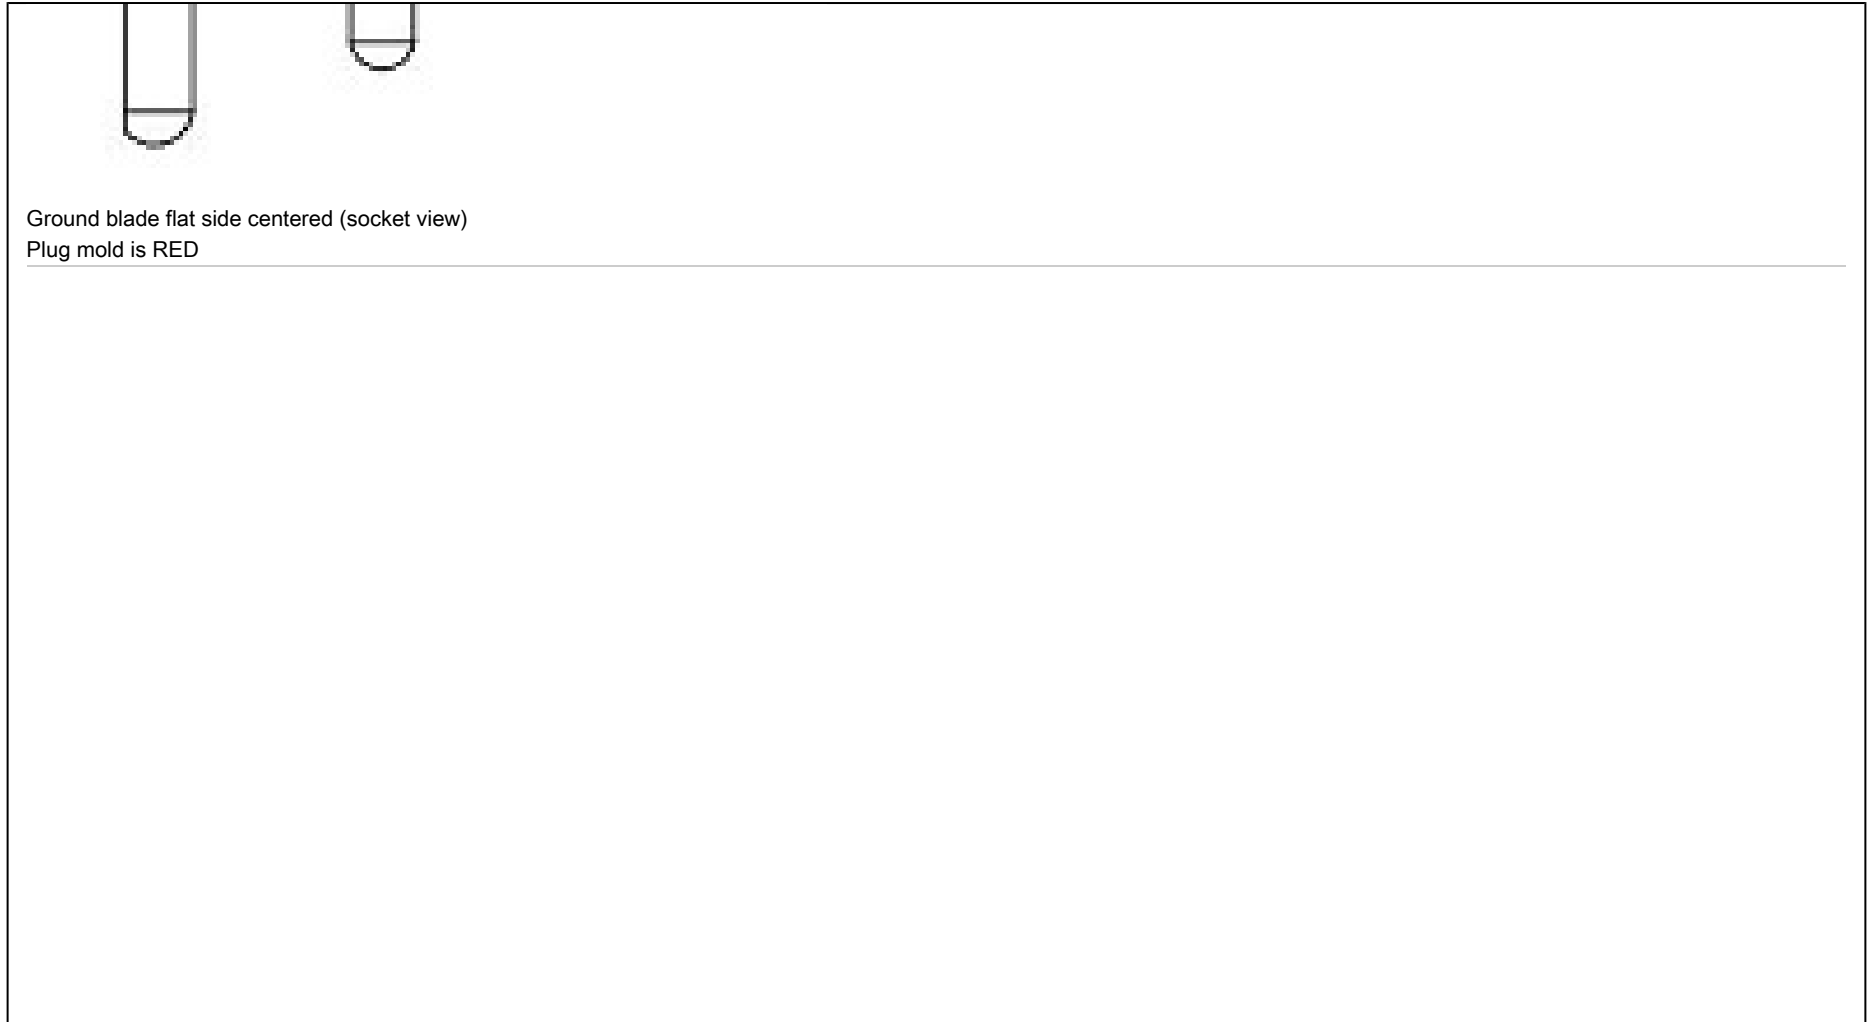 Ground blade flat side centered (socket view)
Plug mold is RED